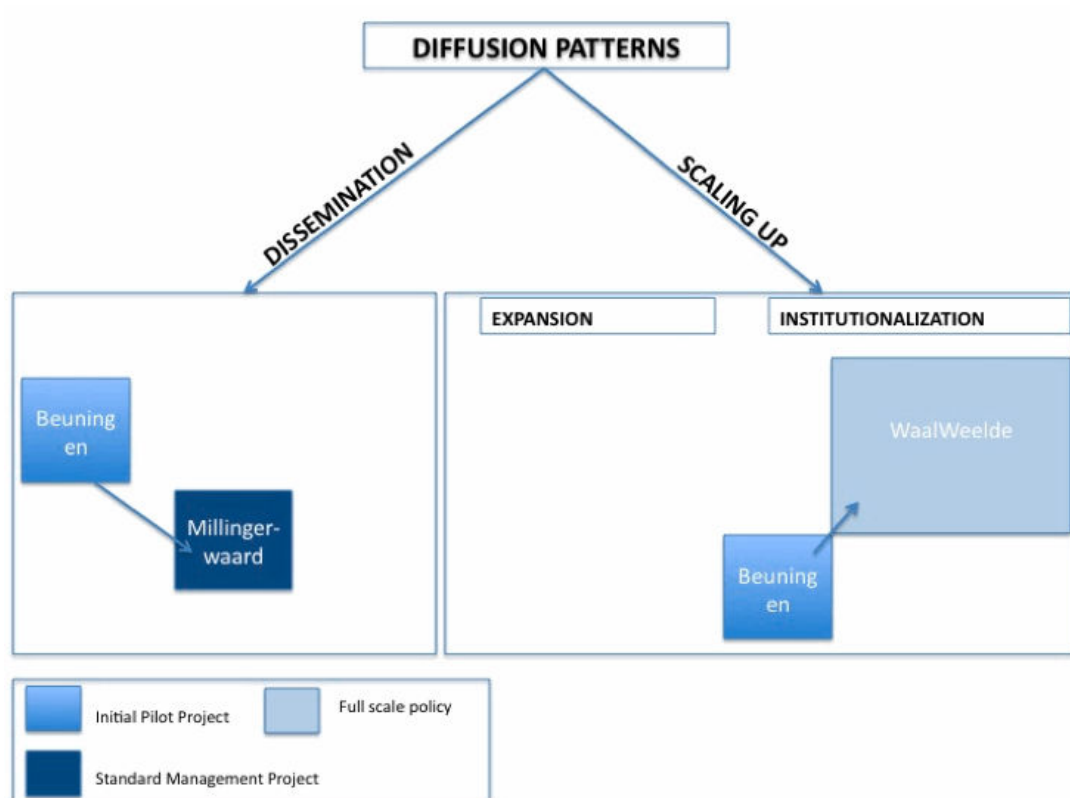 DIFFUSION PATTERNS
DISSEMINATION
SCALING UP
EXPANSION
INSTITUTIONALIZATION
Beuning
en
Millinger-
waard
WaalWeelde
Beuning
en
Initial Pilot Project
Full scale policy
Standard Management Project